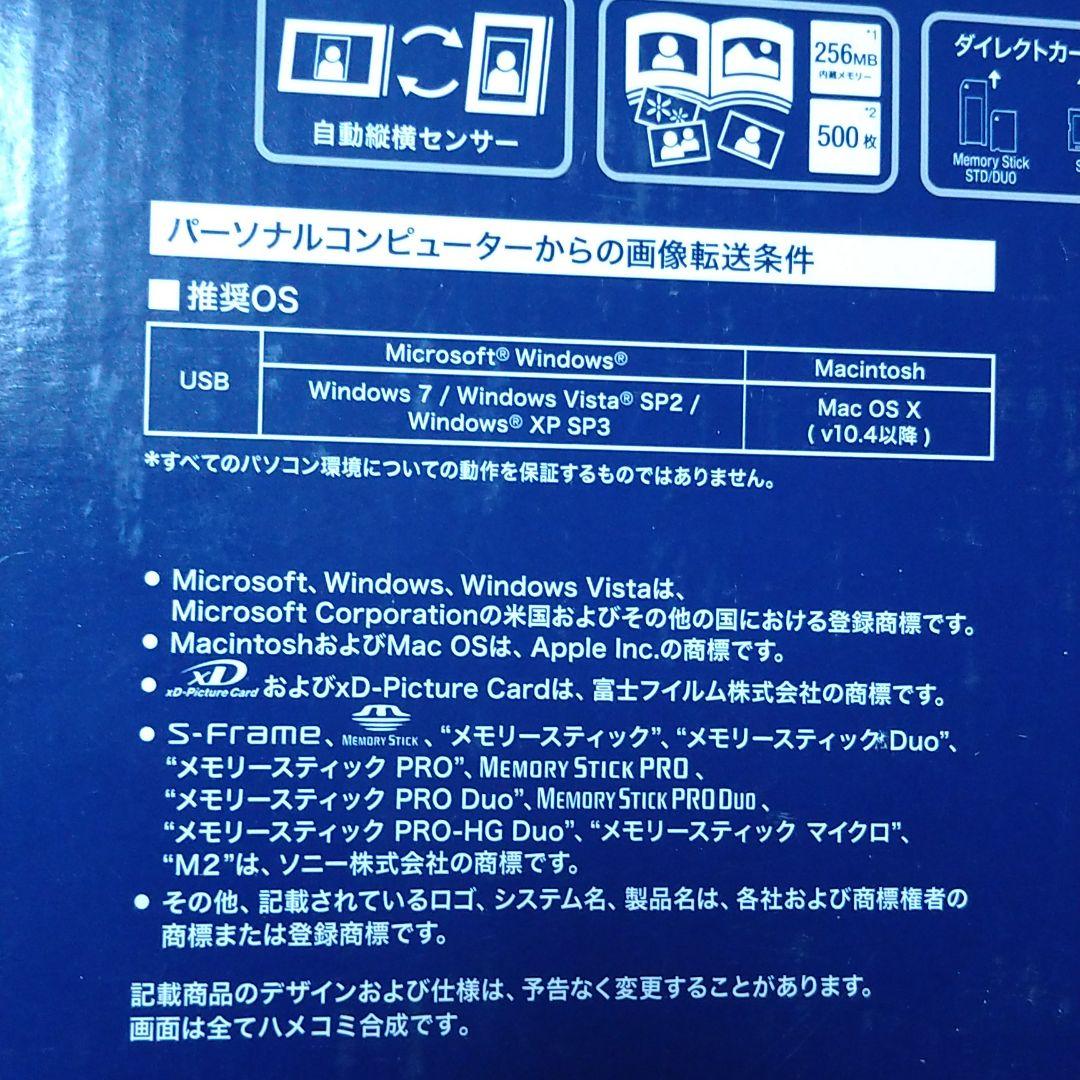 自動縦横センサー
*1
256MB
内蔵メモリー
*2
500枚
ダイレクトカー
Memory Stick
STD/DUO
パーソナルコンピューターからの画像転送条件
■推奨OS
USB
Microsoft® Windows®
Macintosh
Windows 7 / Windows Vista® SP2 /
Windows® XP SP3
Mac OS X
( v10.4以降 )
*すべてのパソコン環境についての動作を保証するものではありません。
● Microsoft、Windows、Windows Vistaは、
Microsoft Corporationの米国およびその他の国における登録商標です。
● MacintoshおよびMac OSは、Apple Inc.の商標です。
● xD xD-Picture Card およびxD-Picture Cardは、富士フイルム株式会社の商標です。
● S-Frame、MEMORY STICK、“メモリースティック”、“メモリースティック Duo”、
“メモリースティック PRO”、MEMORY STICK PRO、
“メモリースティック PRO Duo”、MEMORY STICK PRO DUO、
“メモリースティック PRO-HG Duo”、“メモリースティック マイクロ”、
“M2”は、ソニー株式会社の商標です。
● その他、記載されているロゴ、システム名、製品名は、各社および商標権者の
商標または登録商標です。
記載商品のデザインおよび仕様は、予告なく変更することがあります。
画面は全てハメコミ合成です。